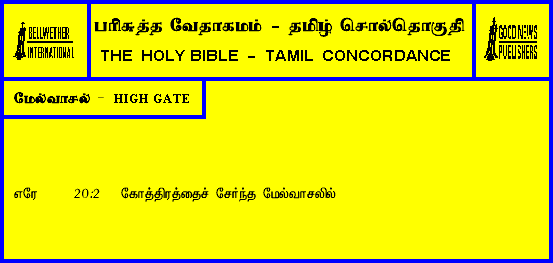 BELLWETHER
INTERNATIONAL
பரிசுத்த வேதாகமம் - தமிழ் சொல்தொகுதி
THE HOLY BIBLE - TAMIL CONCORDANCE
GOOD NEWS
PUBLISHERS
மேல்வாசல் - HIGH GATE
எரே 20:2 கோத்திரத்தைச் சேர்ந்த மேல்வாசலில்